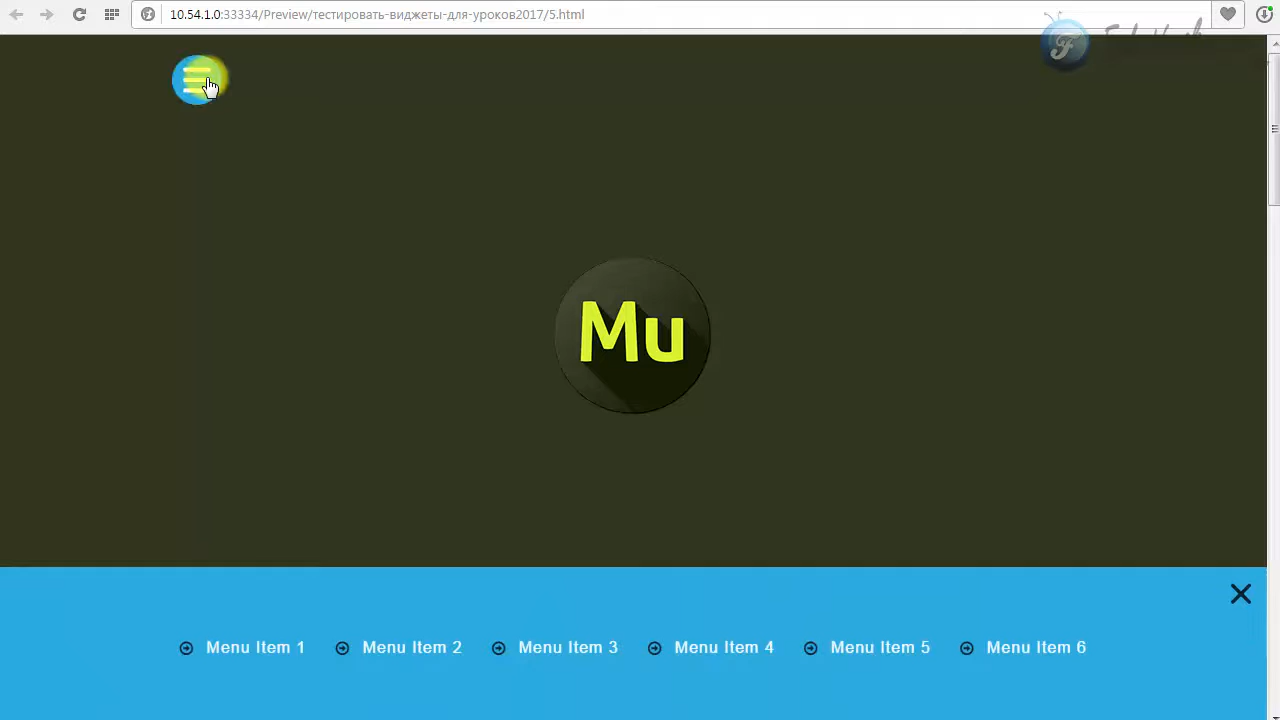 10.54.1.0:33334/Preview/тестировать-виджеты-для-уроков2017/5.html
Mu
Menu Item 1 Menu Item 2 Menu Item 3 Menu Item 4 Menu Item 5 Menu Item 6